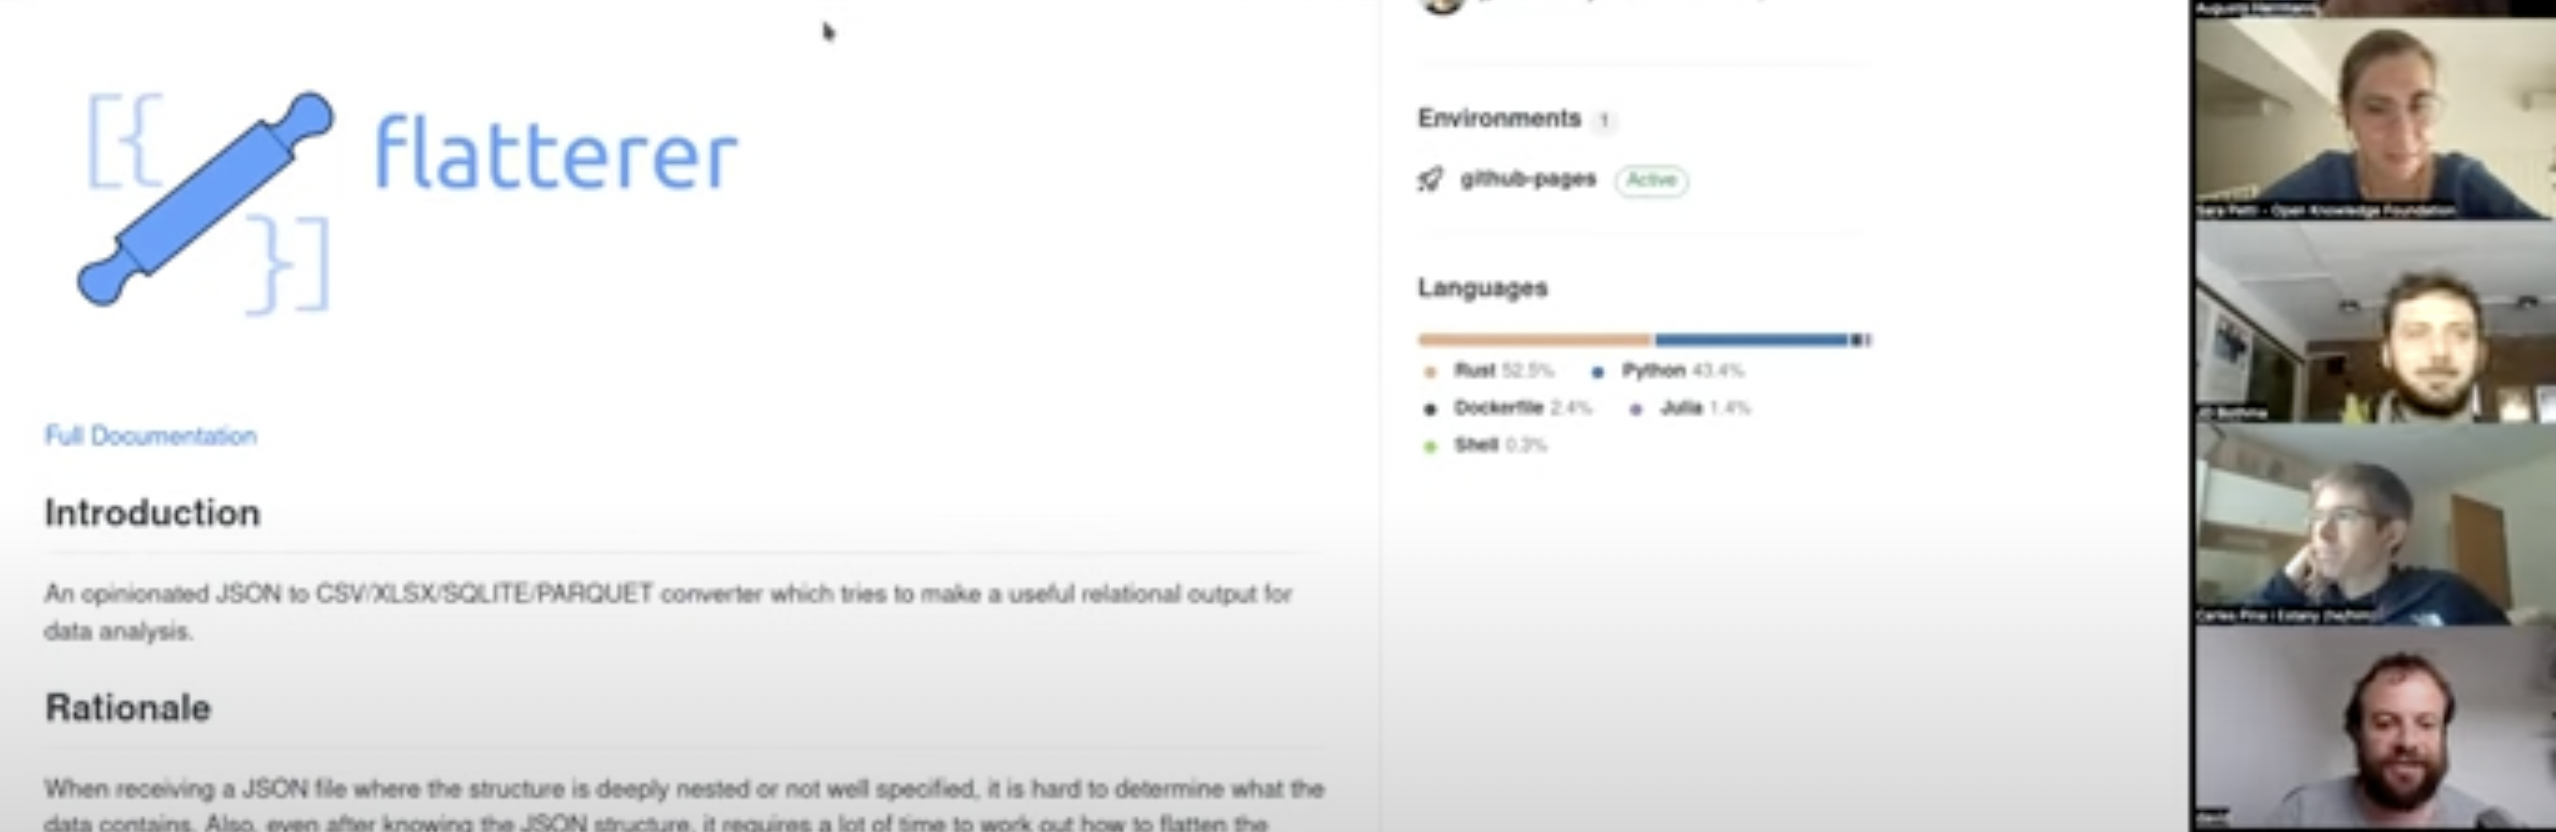 [{
flatterer
}]
Full Documentation
Introduction
An opinionated JSON to CSV/XLSX/SQLITE/PARQUET converter which tries to make a useful relational output for
data analysis.
Rationale
When receiving a JSON file where the structure is deeply nested or not well specified, it is hard to determine what the
data contains. Also, even after knowing the JSON structure, it requires a lot of time to work out how to flatten the
Environments 1
github-pages Active
Languages
Rust 52.5% Python 43.4%
Dockerfile 2.4% Julia 1.4%
Shell 0.3%
Sara Petti - Open Knowledge Foundation
JD Bothma
Carles Pina i Estany